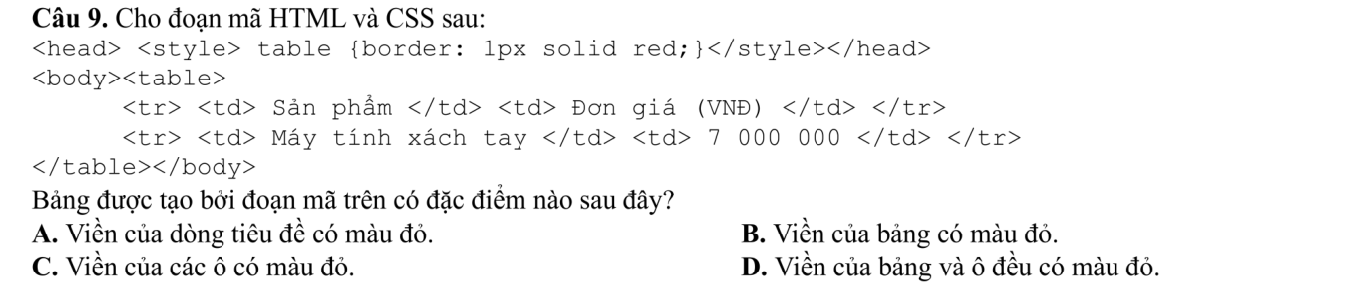 Câu 9. Cho đoạn mã HTML và CSS sau:
<head> <style> table {border: 1px solid red;}</style></head>
<body><table>
<tr> <td> Sản phẩm </td> <td> Đơn giá (VNĐ) </td> </tr>
<tr> <td> Máy tính xách tay </td> <td> 7 000 000 </td> </tr>
</table></body>
Bảng được tạo bởi đoạn mã trên có đặc điểm nào sau đây?
A. Viền của dòng tiêu đề có màu đỏ. B. Viền của bảng có màu đỏ.
C. Viền của các ô có màu đỏ. D. Viền của bảng và ô đều có màu đỏ.